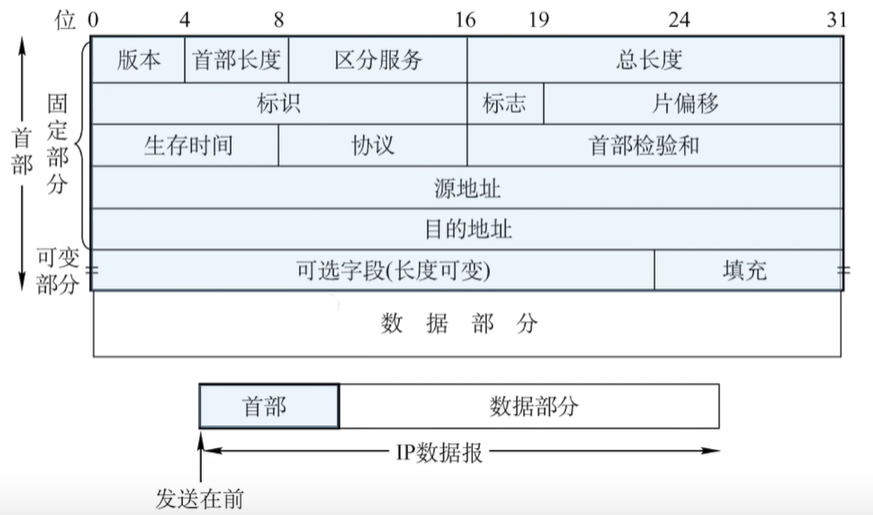 位 0 4 8 16 19 24 31
版本 首部长度 区分服务 总长度
标识 标志 片偏移
生存时间 协议 首部检验和
源地址
目的地址
可选字段(长度可变) 填充
数据部分
首部
固定部分
可变部分
首部 数据部分
IP数据报
发送在前